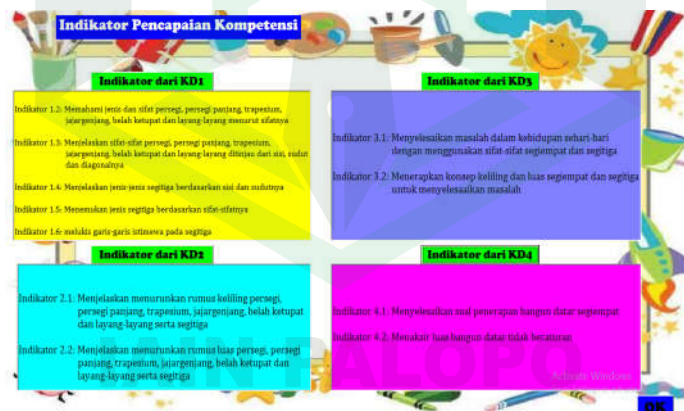 Indikator Pencapaian Kompetensi
Indikator dari KD1
Indikator 1.2: Memahami jenis dan sifat persegi, persegi panjang, trapesium,
jajargenjang, belah ketupat dan layang-layang menurut sifatnya
Indikator 1.3: Menjelaskan sifat-sifat persegi, persegi panjang, trapesium,
jajargenjang, belah ketupat dan layang-layang ditinjau dari sisi, sudut
dan diagonalnya
Indikator 1.4: Menjelaskan jenis-jenis segitiga berdasarkan sisi dan sudutnya
Indikator 1.5: Menemukan jenis segitiga berdasarkan sifat-sifatnya
Indikator 1.6: melukis garis-garis istimewa pada segitiga
Indikator dari KD3
Indikator 3.1: Menyelesaikan masalah dalam kehidupan sehari-hari
dengan menggunakan sifat-sifat segiempat dan segitiga
Indikator 3.2: Menerapkan konsep keliling dan luas segiempat dan segitiga
untuk menyelesaikan masalah
Indikator dari KD2
Indikator 2.1: Menjelaskan menurunkan rumus keliling persegi,
persegi panjang, trapesium, jajargenjang, belah ketupat
dan layang-layang serta segitiga
Indikator 2.2: Menjelaskan menurunkan rumus luas persegi, persegi
panjang, trapesium, jajargenjang, belah ketupat dan
layang-layang serta segitiga
Indikator dari KD4
Indikator 4.1: Menyelesaikan soal penerapan bangun datar segiempat
Indikator 4.2: Menaksir luas bangun datar tidak beraturan
IAIN PALOPO
Activate Windows
OK